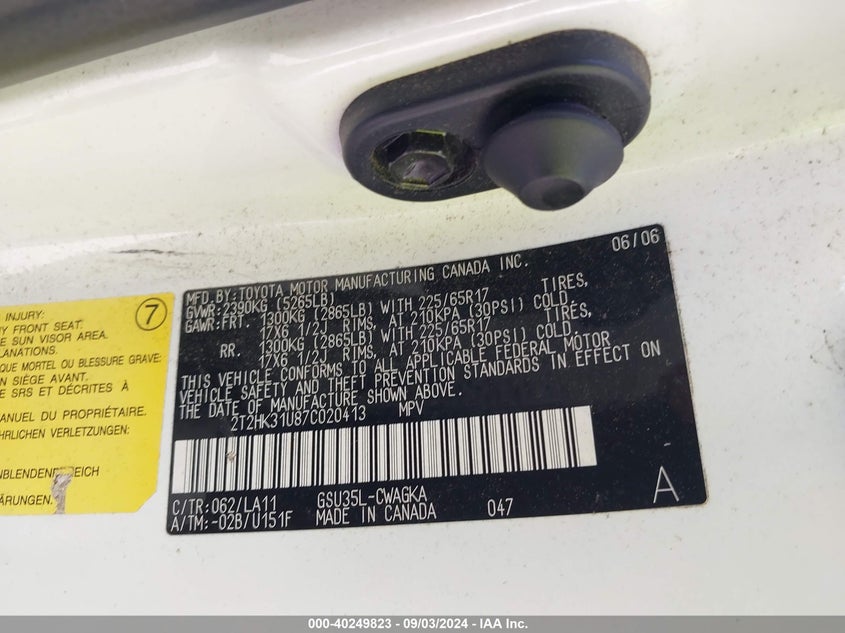 06/06
MFD.BY:TOYOTA MOTOR MANUFACTURING CANADA INC.
GVWR:2390KG (5265LB)
GAWR:FRT. 1300KG (2865LB) WITH 225/65R17 TIRES,
17X6 1/2J RIMS, AT 210KPA (30PSI) COLD.
RR. 1300KG (2865LB) WITH 225/65R17 TIRES,
17X6 1/2J RIMS, AT 210KPA (30PSI) COLD.
THIS VEHICLE CONFORMS TO ALL APPLICABLE FEDERAL MOTOR
VEHICLE SAFETY AND THEFT PREVENTION STANDARDS IN EFFECT ON
THE DATE OF MANUFACTURE SHOWN ABOVE.
2T2HK31U87C020413 MPV
C/TR:062/LA11 GSU35L-CWAGKA
A/TM:-02B/U151F MADE IN CANADA 047
A
7
INJURY:
FRONT SEAT.
SUN VISOR AREA.
QUE MORTEL OU BLESSURE GRAVE:
SIÈGE AVANT.
SRS ET DÉCRITES À
MANUEL DU PROPRIÉTAIRE.
000-40249823 - 09/03/2024 - IAA Inc.